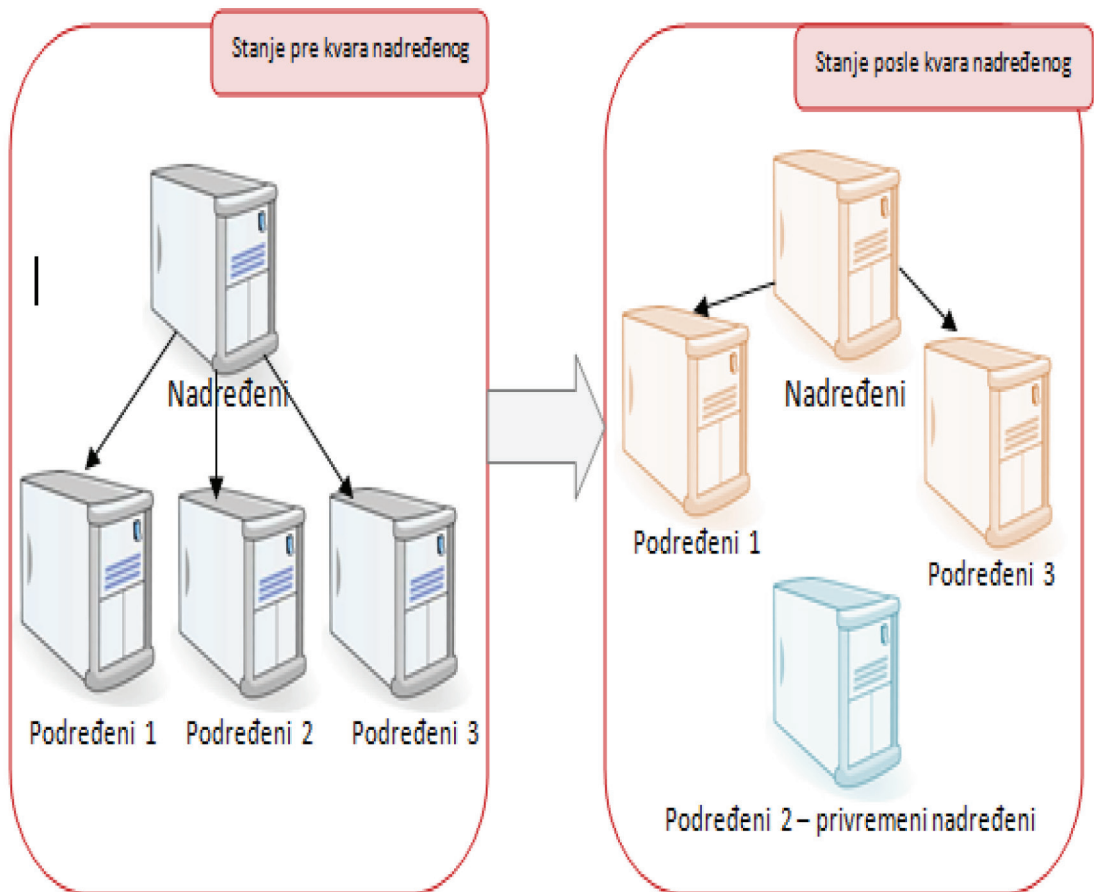 Stanje pre kvara nadređenog
Nadređeni
Podređeni 1
Podređeni 2
Podređeni 3
Stanje posle kvara nadređenog
Nadređeni
Podređeni 1
Podređeni 3
Podređeni 2 – privremeni nadređeni